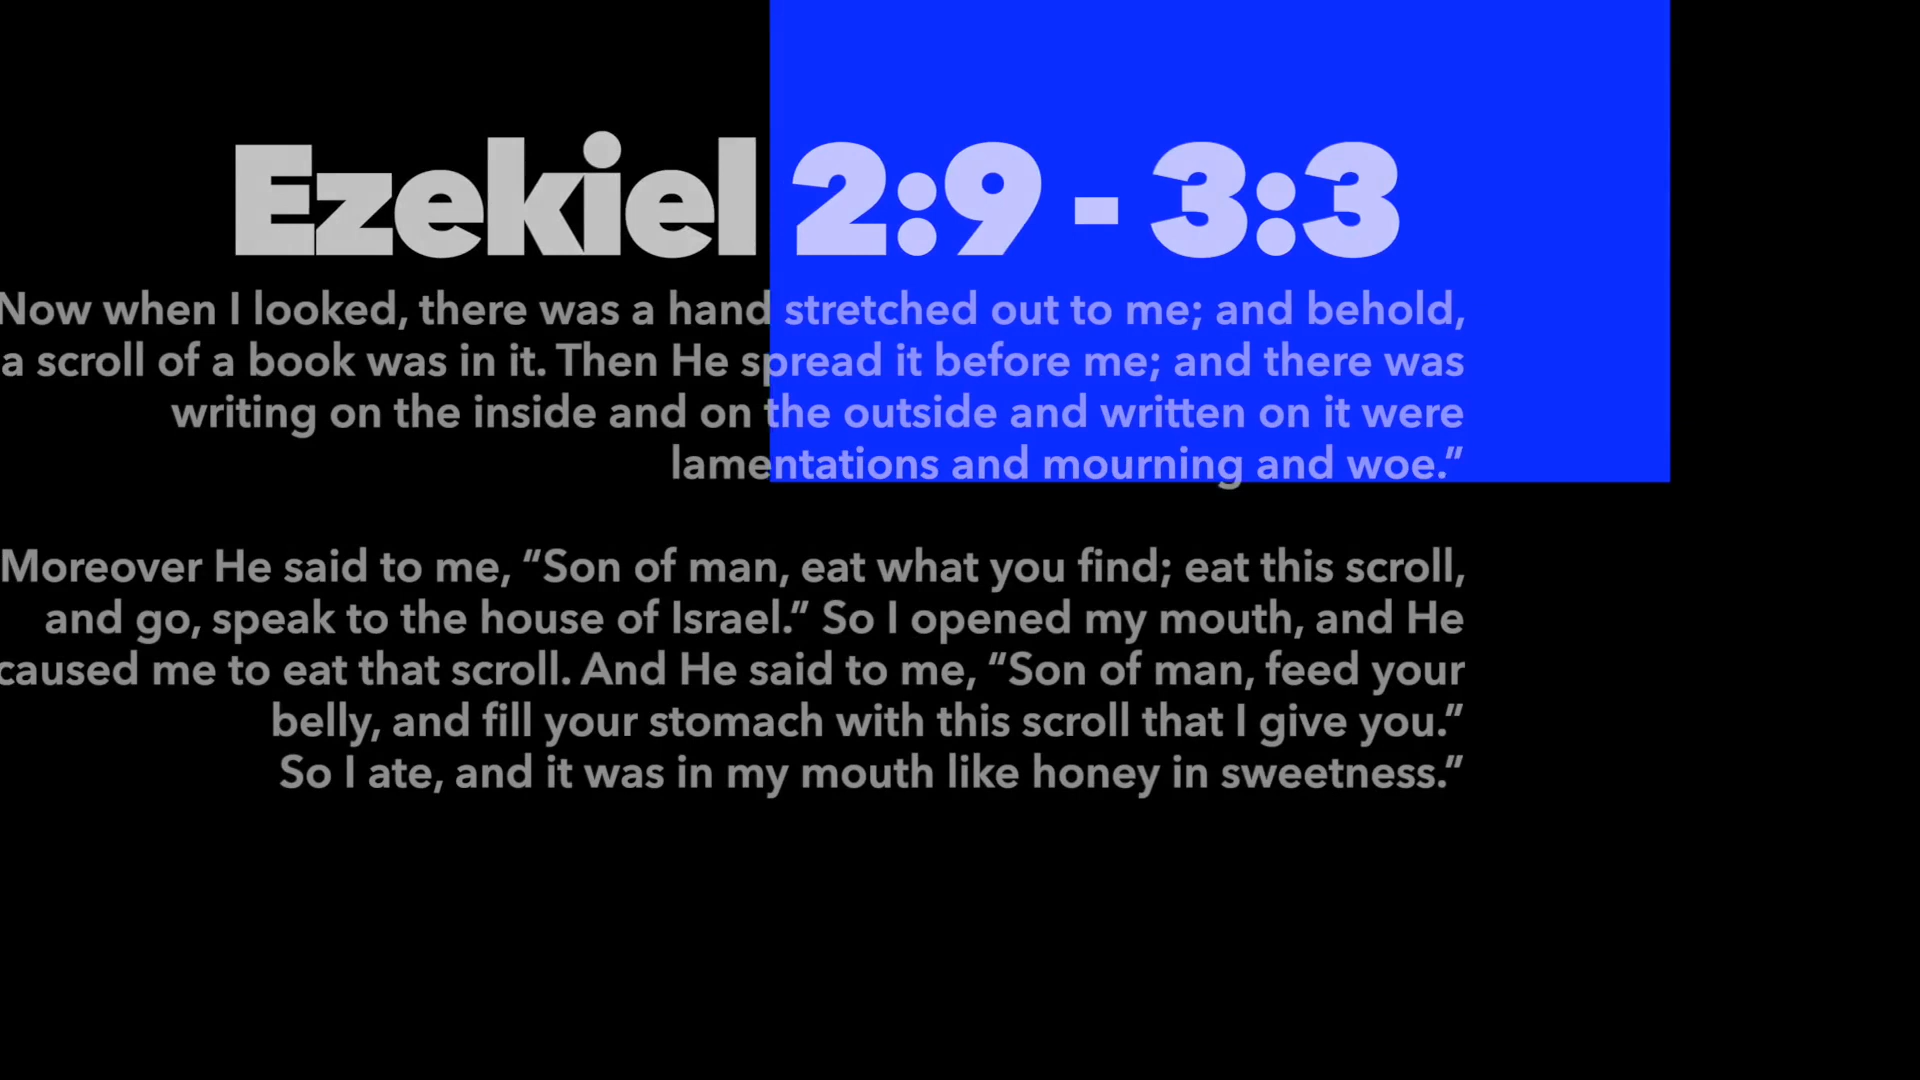 Ezekiel 2:9 - 3:3
Now when I looked, there was a hand stretched out to me; and behold,
a scroll of a book was in it. Then He spread it before me; and there was
writing on the inside and on the outside and written on it were
lamentations and mourning and woe.”
Moreover He said to me, “Son of man, eat what you find; eat this scroll,
and go, speak to the house of Israel.” So I opened my mouth, and He
caused me to eat that scroll. And He said to me, “Son of man, feed your
belly, and fill your stomach with this scroll that I give you.”
So I ate, and it was in my mouth like honey in sweetness.”